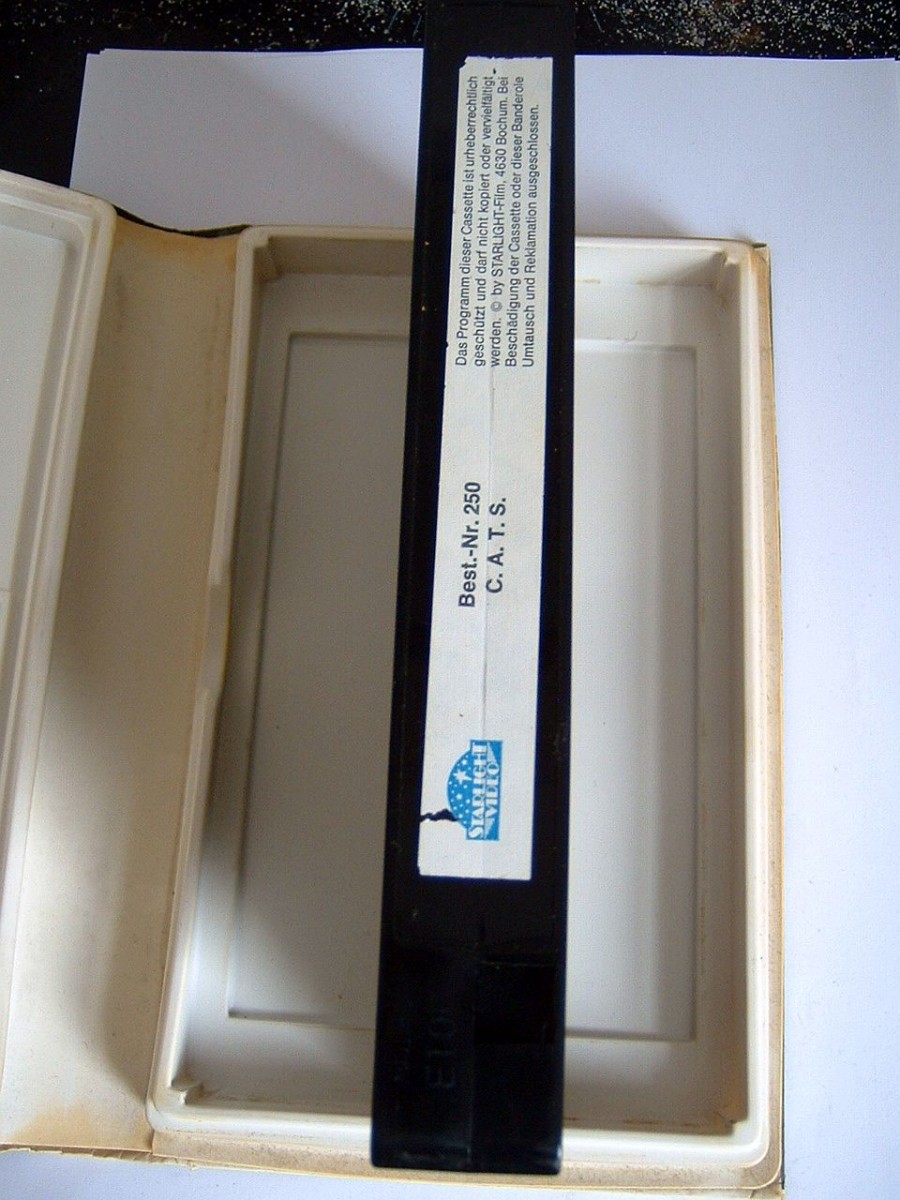 Das Programm dieser Cassette ist urheberrechtlich
geschützt und darf nicht kopiert oder vervielfältigt
werden. © by STARLIGHT-Film, 4630 Bochum. Bei
Beschädigung der Cassette oder dieser Banderole
Umtausch und Reklamation ausgeschlossen.
Best.-Nr. 250
C. A. T. S.
STARLIGHT
VIDEO